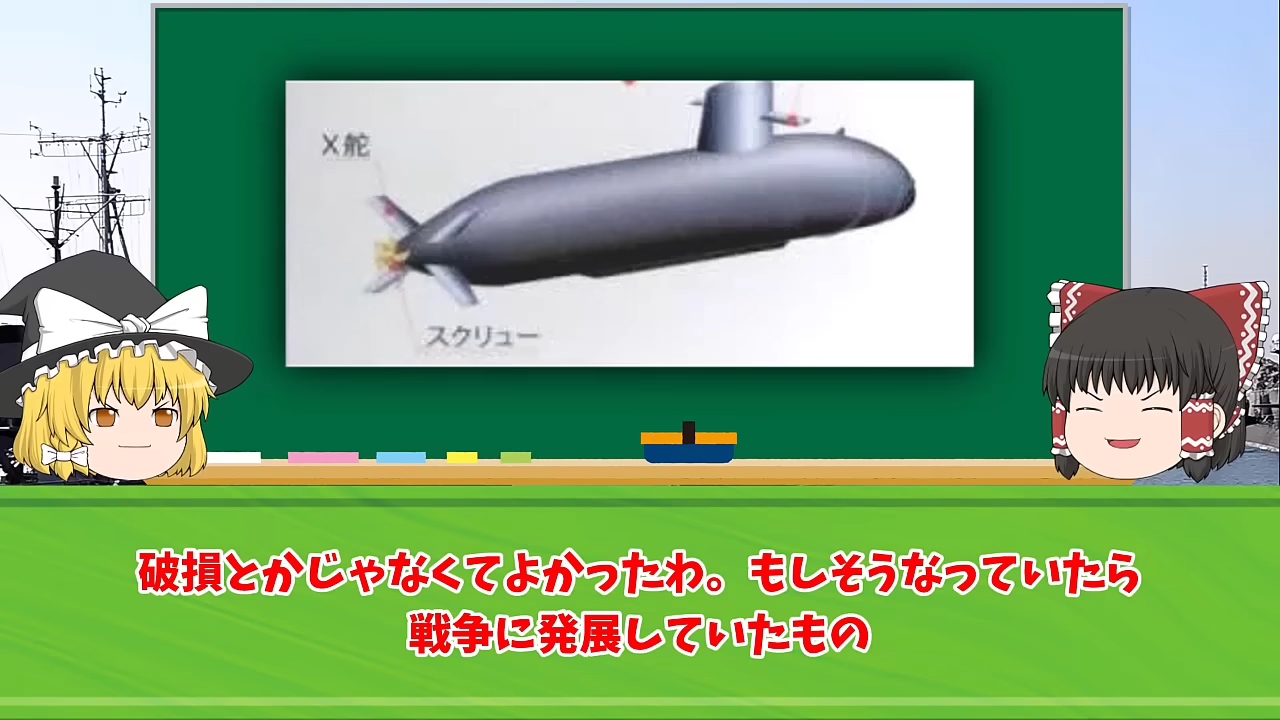 X舵
スクリュー
破損とかじゃなくてよかったわ。もしそうなっていたら
戦争に発展していたもの